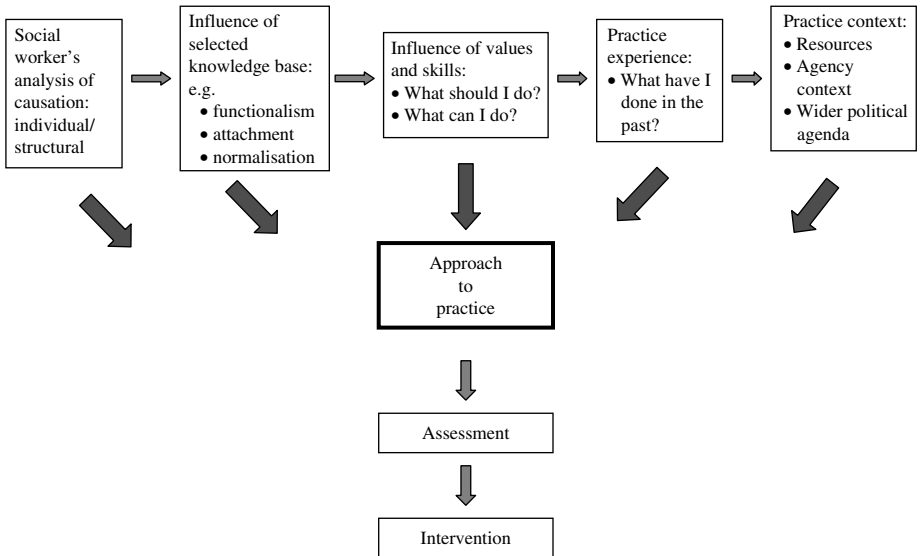 Social
worker's
analysis of
causation:
individual/
structural
Influence of
selected
knowledge base:
e.g.
• functionalism
• attachment
• normalisation
Influence of values
and skills:
• What should I do?
• What can I do?
Practice
experience:
• What have I
done in the
past?
Practice context:
• Resources
• Agency
context
• Wider political
agenda
Approach
to
practice
Assessment
Intervention